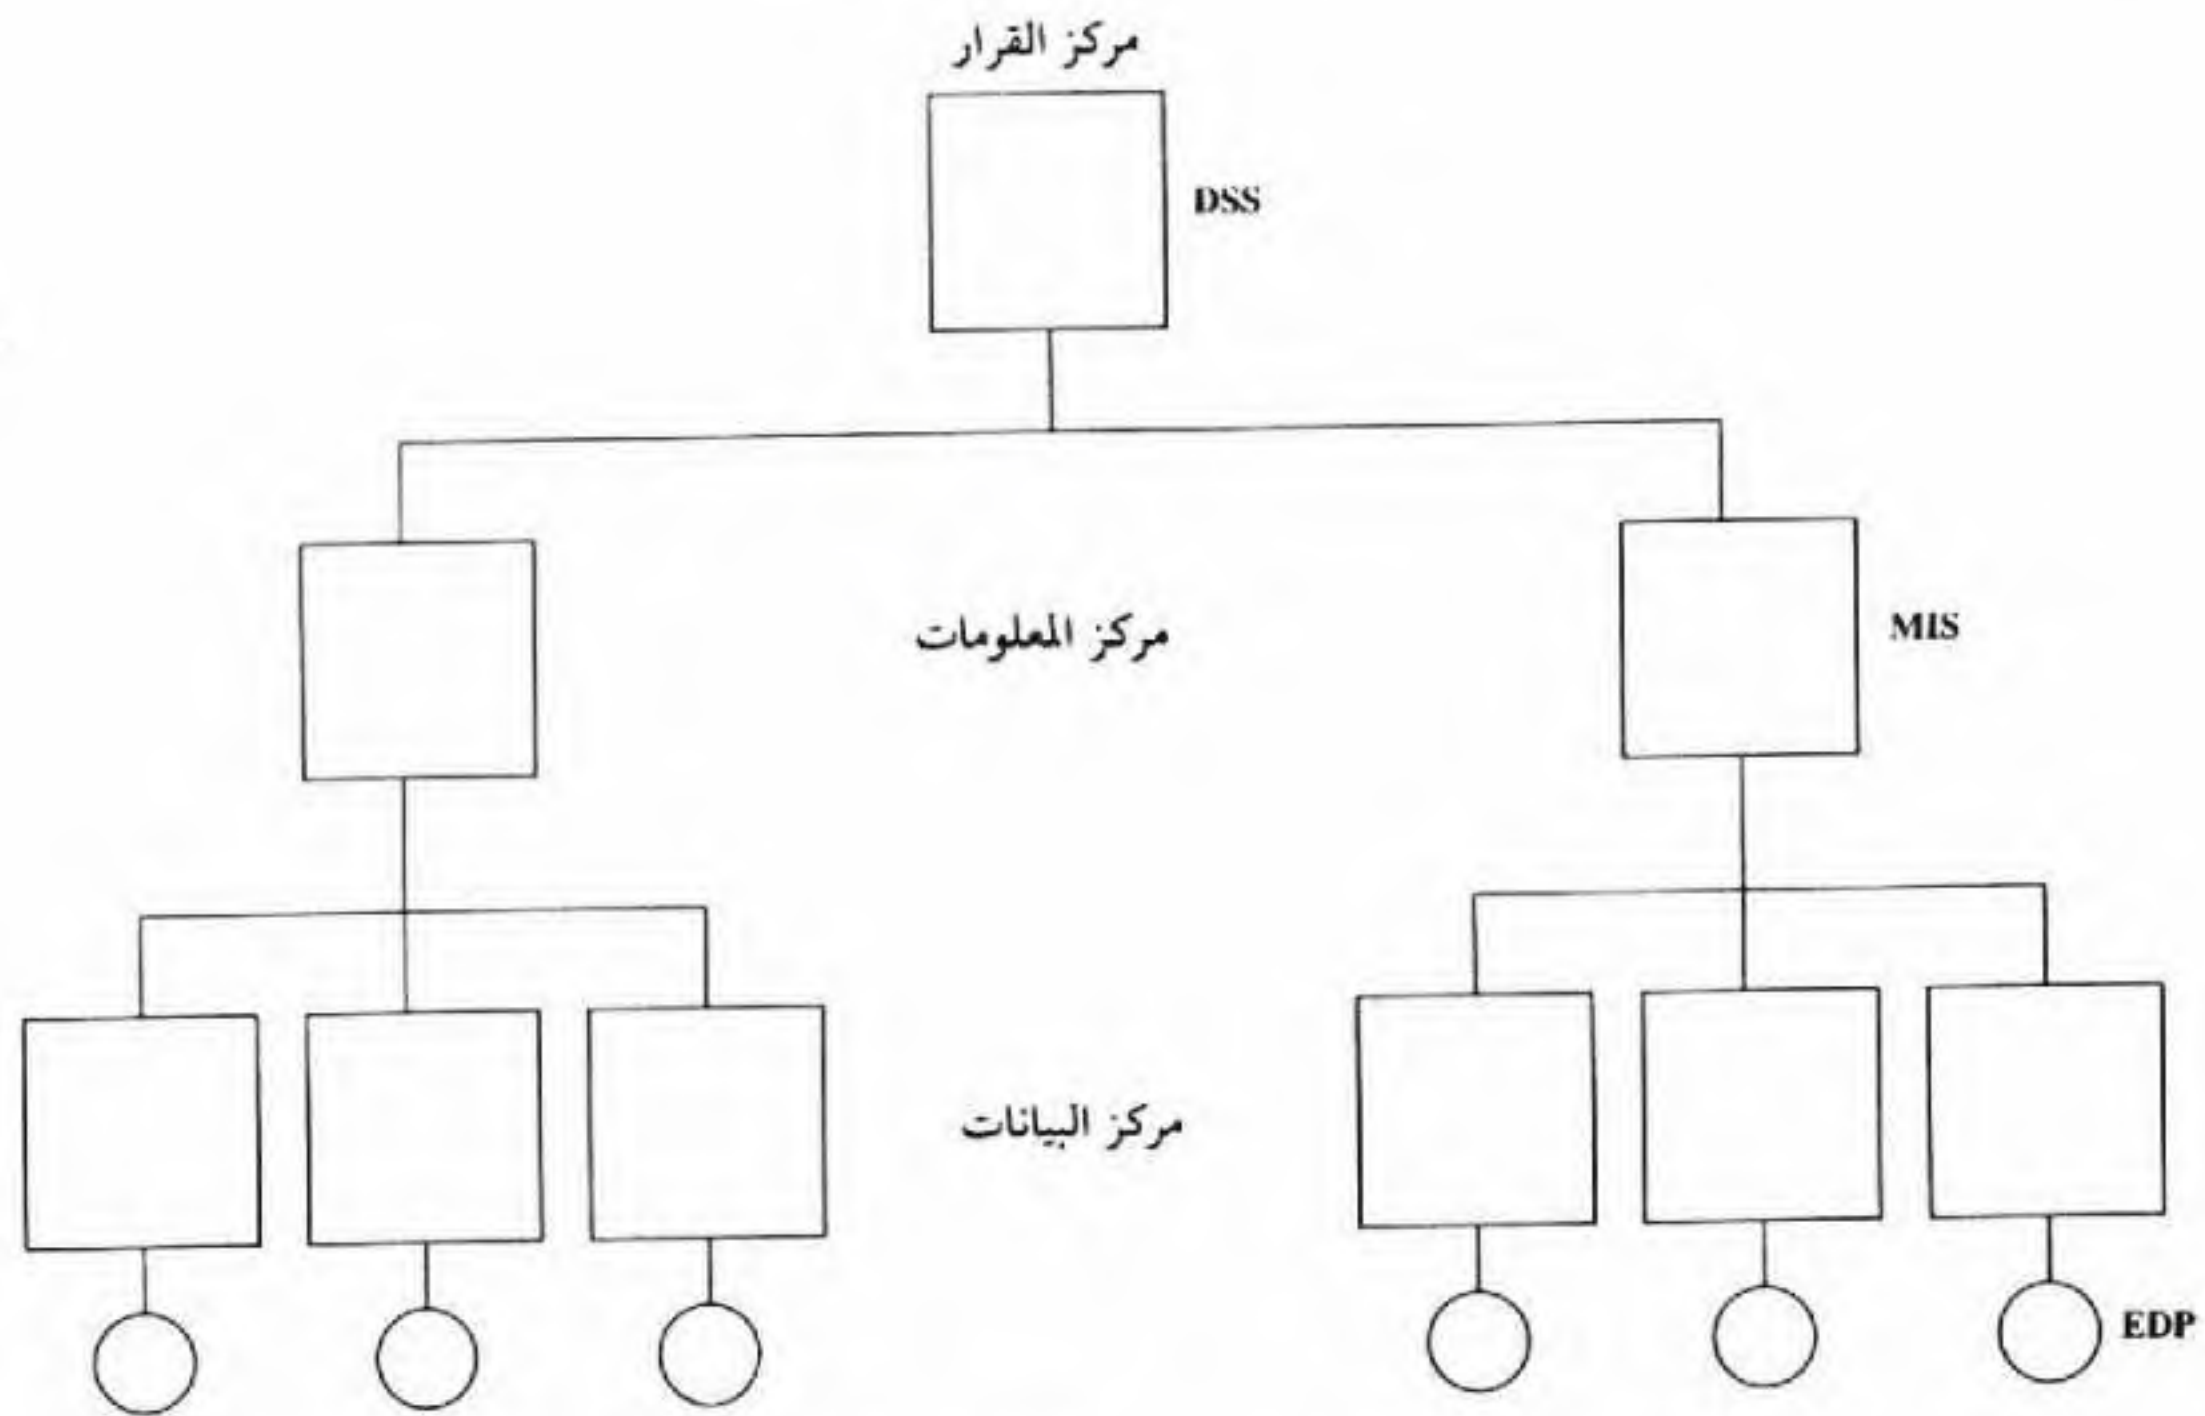 مركز القرار
DSS
مركز المعلومات
MIS
مركز البيانات
EDP